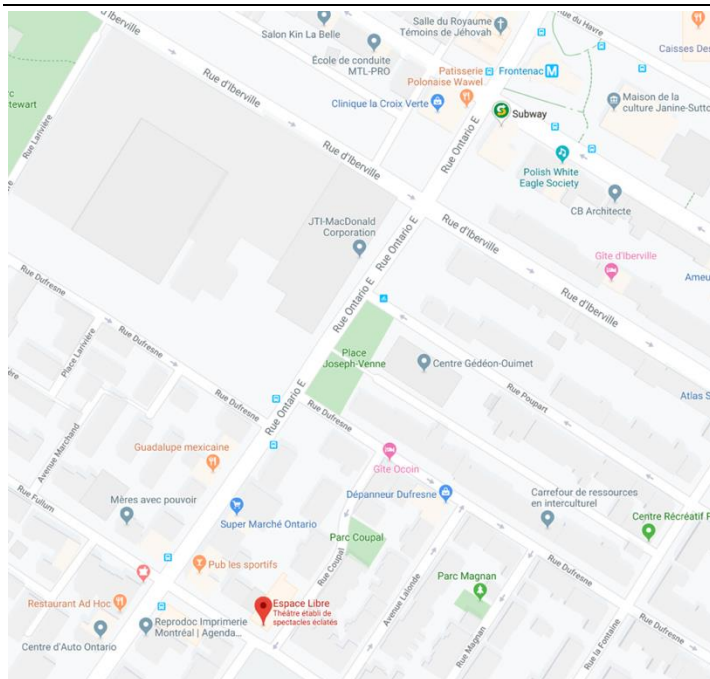 d'Iberville
Salon Kin La Belle
Salle du Royaume
Témoins de Jéhovah
Rue du Havre
École de conduite
MTL-PRO
Caisses Des
Patisserie
Polonaise Wawel
Frontenac
M
Rue d'Iberville
Clinique la Croix Verte
Maison de la
culture Janine-Sutto
Subway
tewart
Rue Larivière
Rue d'Iberville
Rue Ontario E
Polish White
Eagle Society
CB Architecte
JTI-MacDonald
Corporation
Rue Ontario E
Rue d'Iberville
Gîte d'Iberville
Ameu
Rue Dufresne
Rue d'Iberville
Rue Ontario E
Place Larivière
Rue Dufresne
Place
Joseph-Venne
Centre Gédéon-Ouimet
ère
Rue Poupart
Atlas S
Rue Dufresne
Rue Ontario E
Rue Dufresne
Avenue Marchand
Guadalupe mexicaine
Gîte Ocoin
Rue Fullum
Mères avec pouvoir
Dépanneur Dufresne
Carrefour de ressources
en interculturel
Super Marché Ontario
Centre Récréatif P
Parc Coupal
Pub les sportifs
Rue Coupal
Avenue Lalonde
Parc Magnan
Restaurant Ad Hoc
Espace Libre
Théâtre établi de
spectacles éclatés
Reprodoc Imprimerie
Montréal | Agenda...
Centre d'Auto Ontario
Rue Magnan
Rue la Fontaine
Rue Dufresne